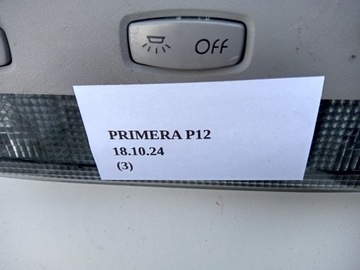 OFF
PRIMERA P12
18.10.24
(3)